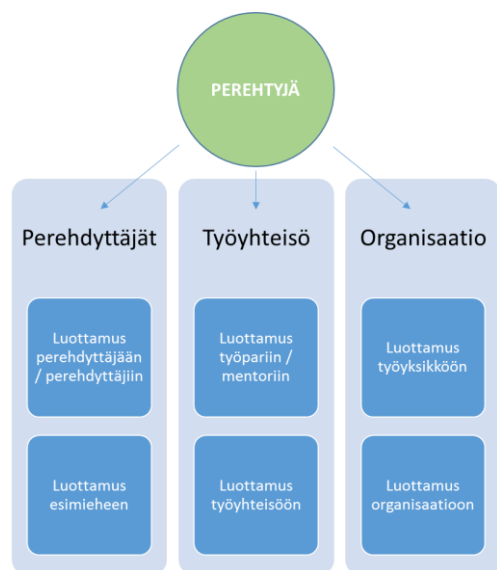 PEREHTYJÄ
Perehdyttäjät
Luottamus
perehdyttäjään
/ perehdyttäjiin
Luottamus
esimieheen
Työyhteisö
Luottamus
työpariin /
mentoriin
Luottamus
työyhteisöön
Organisaatio
Luottamus
työyksikköön
Luottamus
organisaatioon